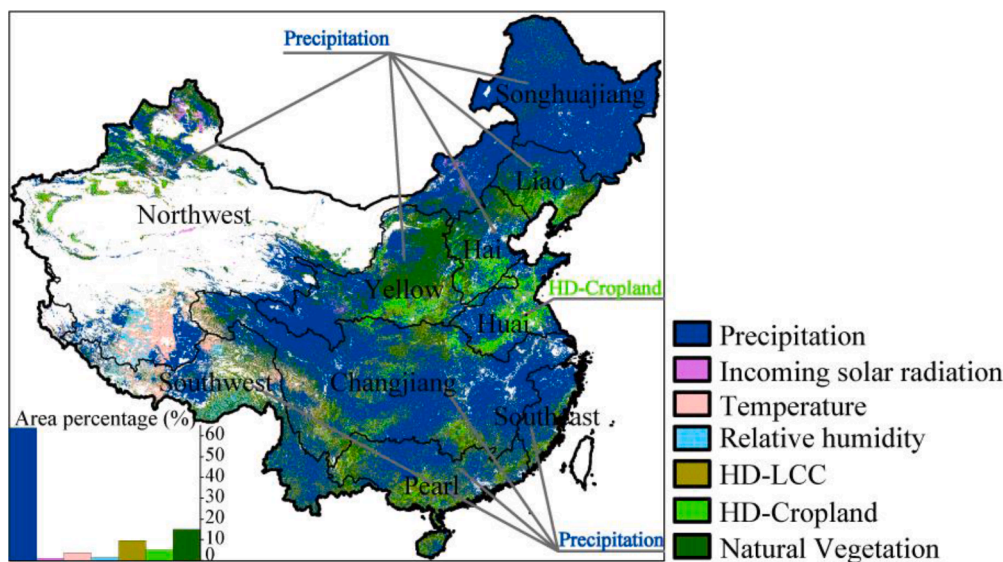 Precipitation
Songhuajiang
Liao
Northwest
Hai
Yellow
HD-Cropland
Huai
Southwest
Changjiang
Southeast
Pearl
Precipitation
Area percentage (%)
60
50
40
30
20
10
0
Precipitation
Incoming solar radiation
Temperature
Relative humidity
HD-LCC
HD-Cropland
Natural Vegetation